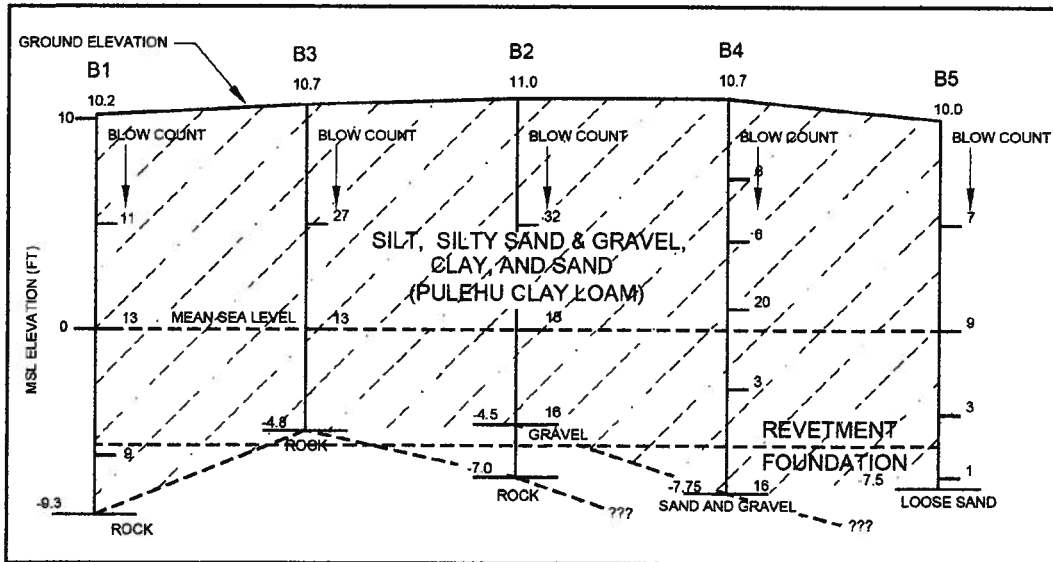 GROUND ELEVATION
B1
B3
B2
B4
B5
10.2
10.7
11.0
10.7
10.0
10
BLOW COUNT
BLOW COUNT
BLOW COUNT
BLOW COUNT
BLOW COUNT
11
27
32
8
6
7
SILT, SILTY SAND & GRAVEL,
CLAY, AND SAND
(PULEHU CLAY LOAM)
MSL ELEVATION (FT)
0
13
MEAN SEA LEVEL
13
20
9
3
3
-4.5
16
GRAVEL
ROCK
REVETMENT
FOUNDATION
9
-7.0
ROCK
-7.75
16
SAND AND GRAVEL
-7.5
1
LOOSE SAND
-9.3
ROCK
???
???